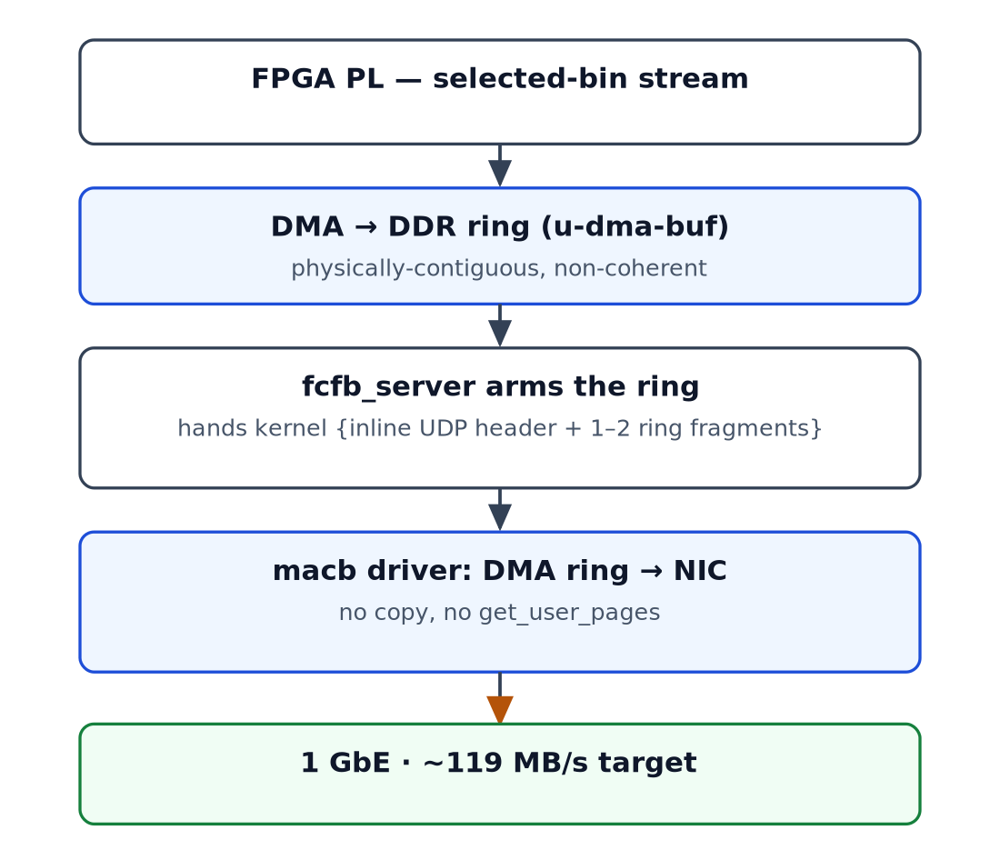 FPGA PL — selected-bin stream
DMA → DDR ring (u-dma-buf)
physically-contiguous, non-coherent
fcfb_server arms the ring
hands kernel {inline UDP header + 1–2 ring fragments}
macb driver: DMA ring → NIC
no copy, no get_user_pages
1 GbE · ~119 MB/s target